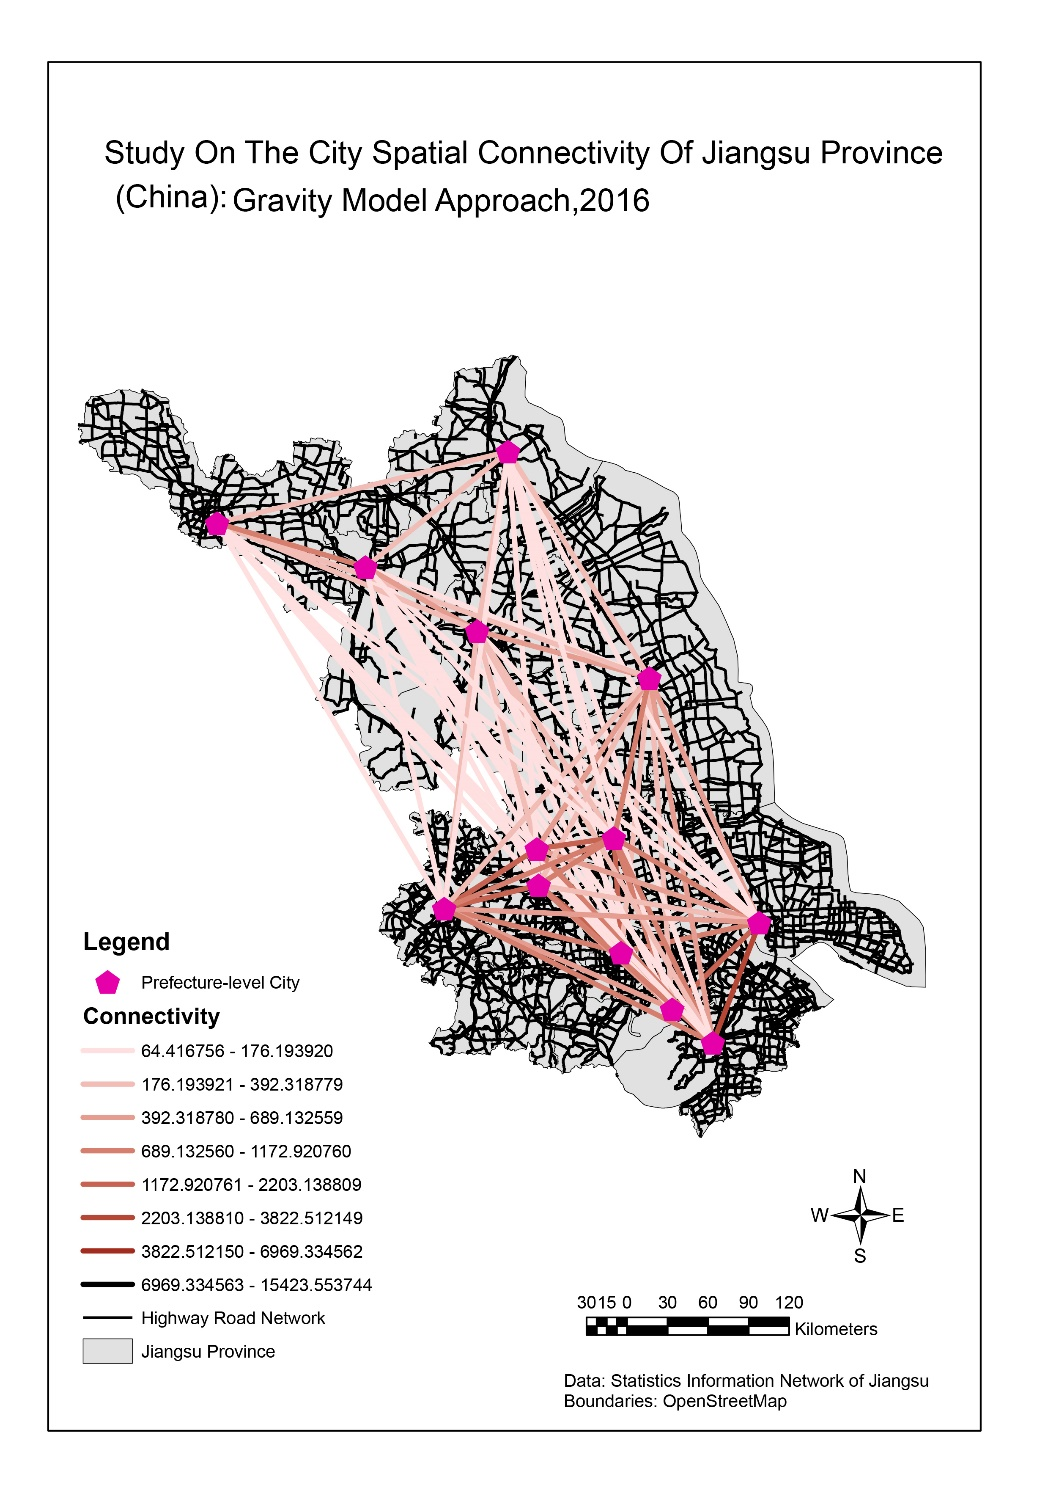 Study On The City Spatial Connectivity Of Jiangsu Province
(China): Gravity Model Approach,2016
Legend
Prefecture-level City
Connectivity
64.416756 - 176.193920
176.193921 - 392.318779
392.318780 - 689.132559
689.132560 - 1172.920760
1172.920761 - 2203.138809
2203.138810 - 3822.512149
3822.512150 - 6969.334562
6969.334563 - 15423.553744
Highway Road Network
Jiangsu Province
N
W E
S
30 15 0 30 60 90 120
Kilometers
Data: Statistics Information Network of Jiangsu
Boundaries: OpenStreetMap